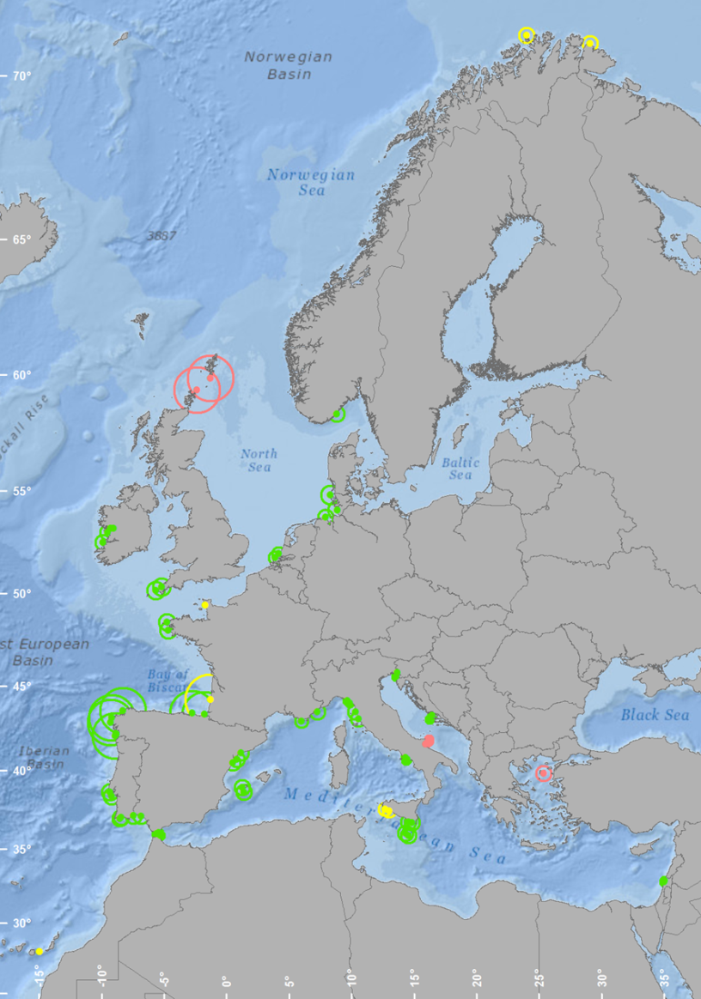 Norwegian
Basin
70°
Norwegian
Sea
3887
65°
60°
ckall Rise
North
Sea
Baltic
Sea
55°
50°
st European
Basin
Bay of
Biscay
45°
Black Sea
Iberian
Basin
40°
Mediterranean Sea
35°
30°
-15°
-10°
-5°
0°
5°
10°
15°
20°
25°
30°
35°